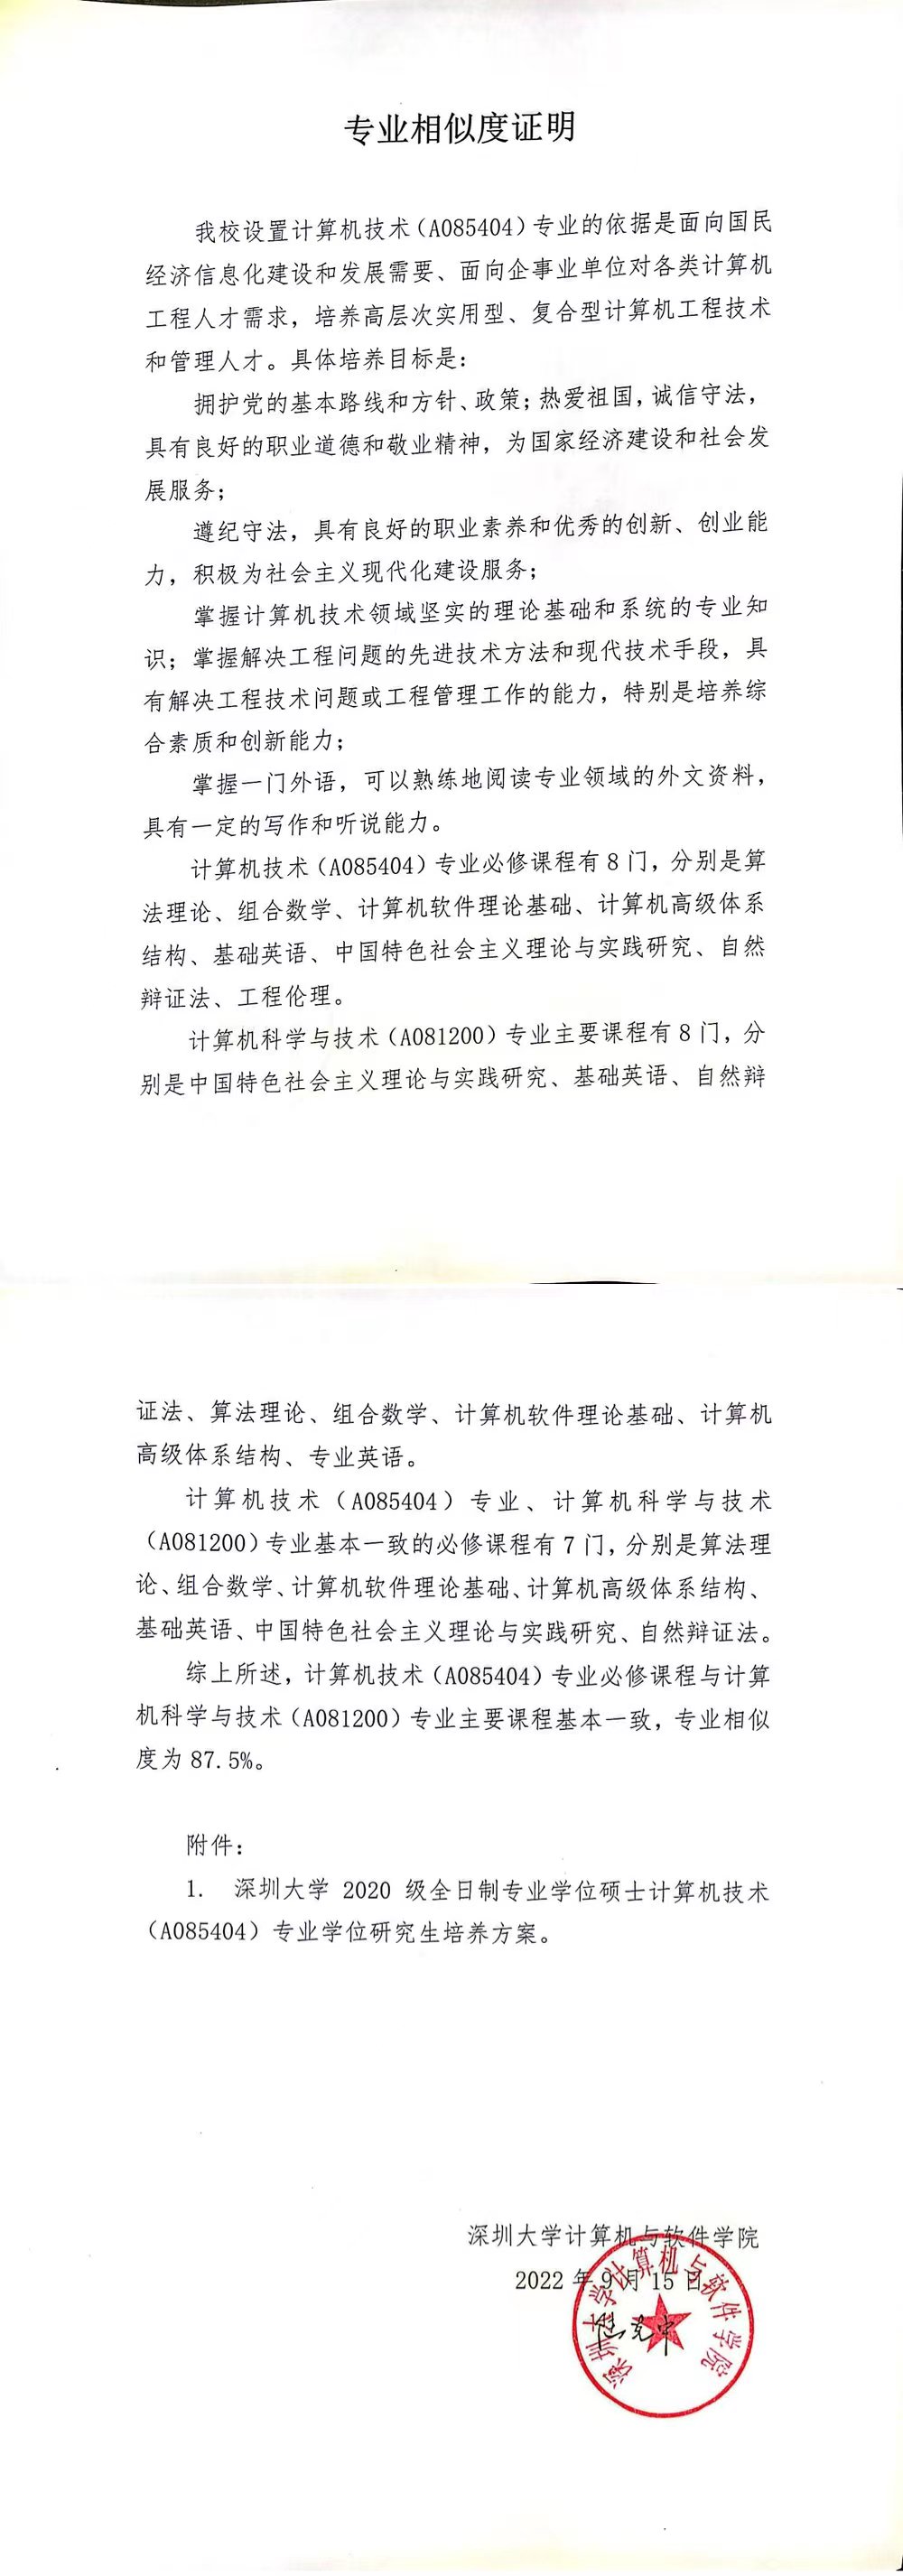 专业相似度证明
我校设置计算机技术（A085404）专业的依据是面向国民
经济信息化建设和发展需要、面向企事业单位对各类计算机
工程人才需求，培养高层次实用型、复合型计算机工程技术
和管理人才。具体培养目标是：
拥护党的基本路线和方针、政策；热爱祖国，诚信守法，
具有良好的职业道德和敬业精神，为国家经济建设和社会发
展服务；
遵纪守法，具有良好的职业素养和优秀的创新、创业能
力，积极为社会主义现代化建设服务；
掌握计算机技术领域坚实的理论基础和系统的专业知
识；掌握解决工程问题的先进技术方法和现代技术手段，具
有解决工程技术问题或工程管理工作的能力，特别是培养综
合素质和创新能力；
掌握一门外语，可以熟练地阅读专业领域的外文资料，
具有一定的写作和听说能力。
计算机技术（A085404）专业必修课程有8门，分别是算
法理论、组合数学、计算机软件理论基础、计算机高级体系
结构、基础英语、中国特色社会主义理论与实践研究、自然
辩证法、工程伦理。
计算机科学与技术（A081200）专业主要课程有8门，分
别是中国特色社会主义理论与实践研究、基础英语、自然辩
证法、算法理论、组合数学、计算机软件理论基础、计算机
高级体系结构、专业英语。
计算机技术（A085404）专业、计算机科学与技术
（A081200）专业基本一致的必修课程有7门，分别是算法理
论、组合数学、计算机软件理论基础、计算机高级体系结构、
基础英语、中国特色社会主义理论与实践研究、自然辩证法。
综上所述，计算机技术（A085404）专业必修课程与计算
机科学与技术（A081200）专业主要课程基本一致，专业相似
度为87.5%。
附件：
1. 深圳大学 2020 级全日制专业学位硕士计算机技术
（A085404）专业学位研究生培养方案。
深圳大学计算机与软件学院
2022年9月15日
深圳大学计算机与软件学院